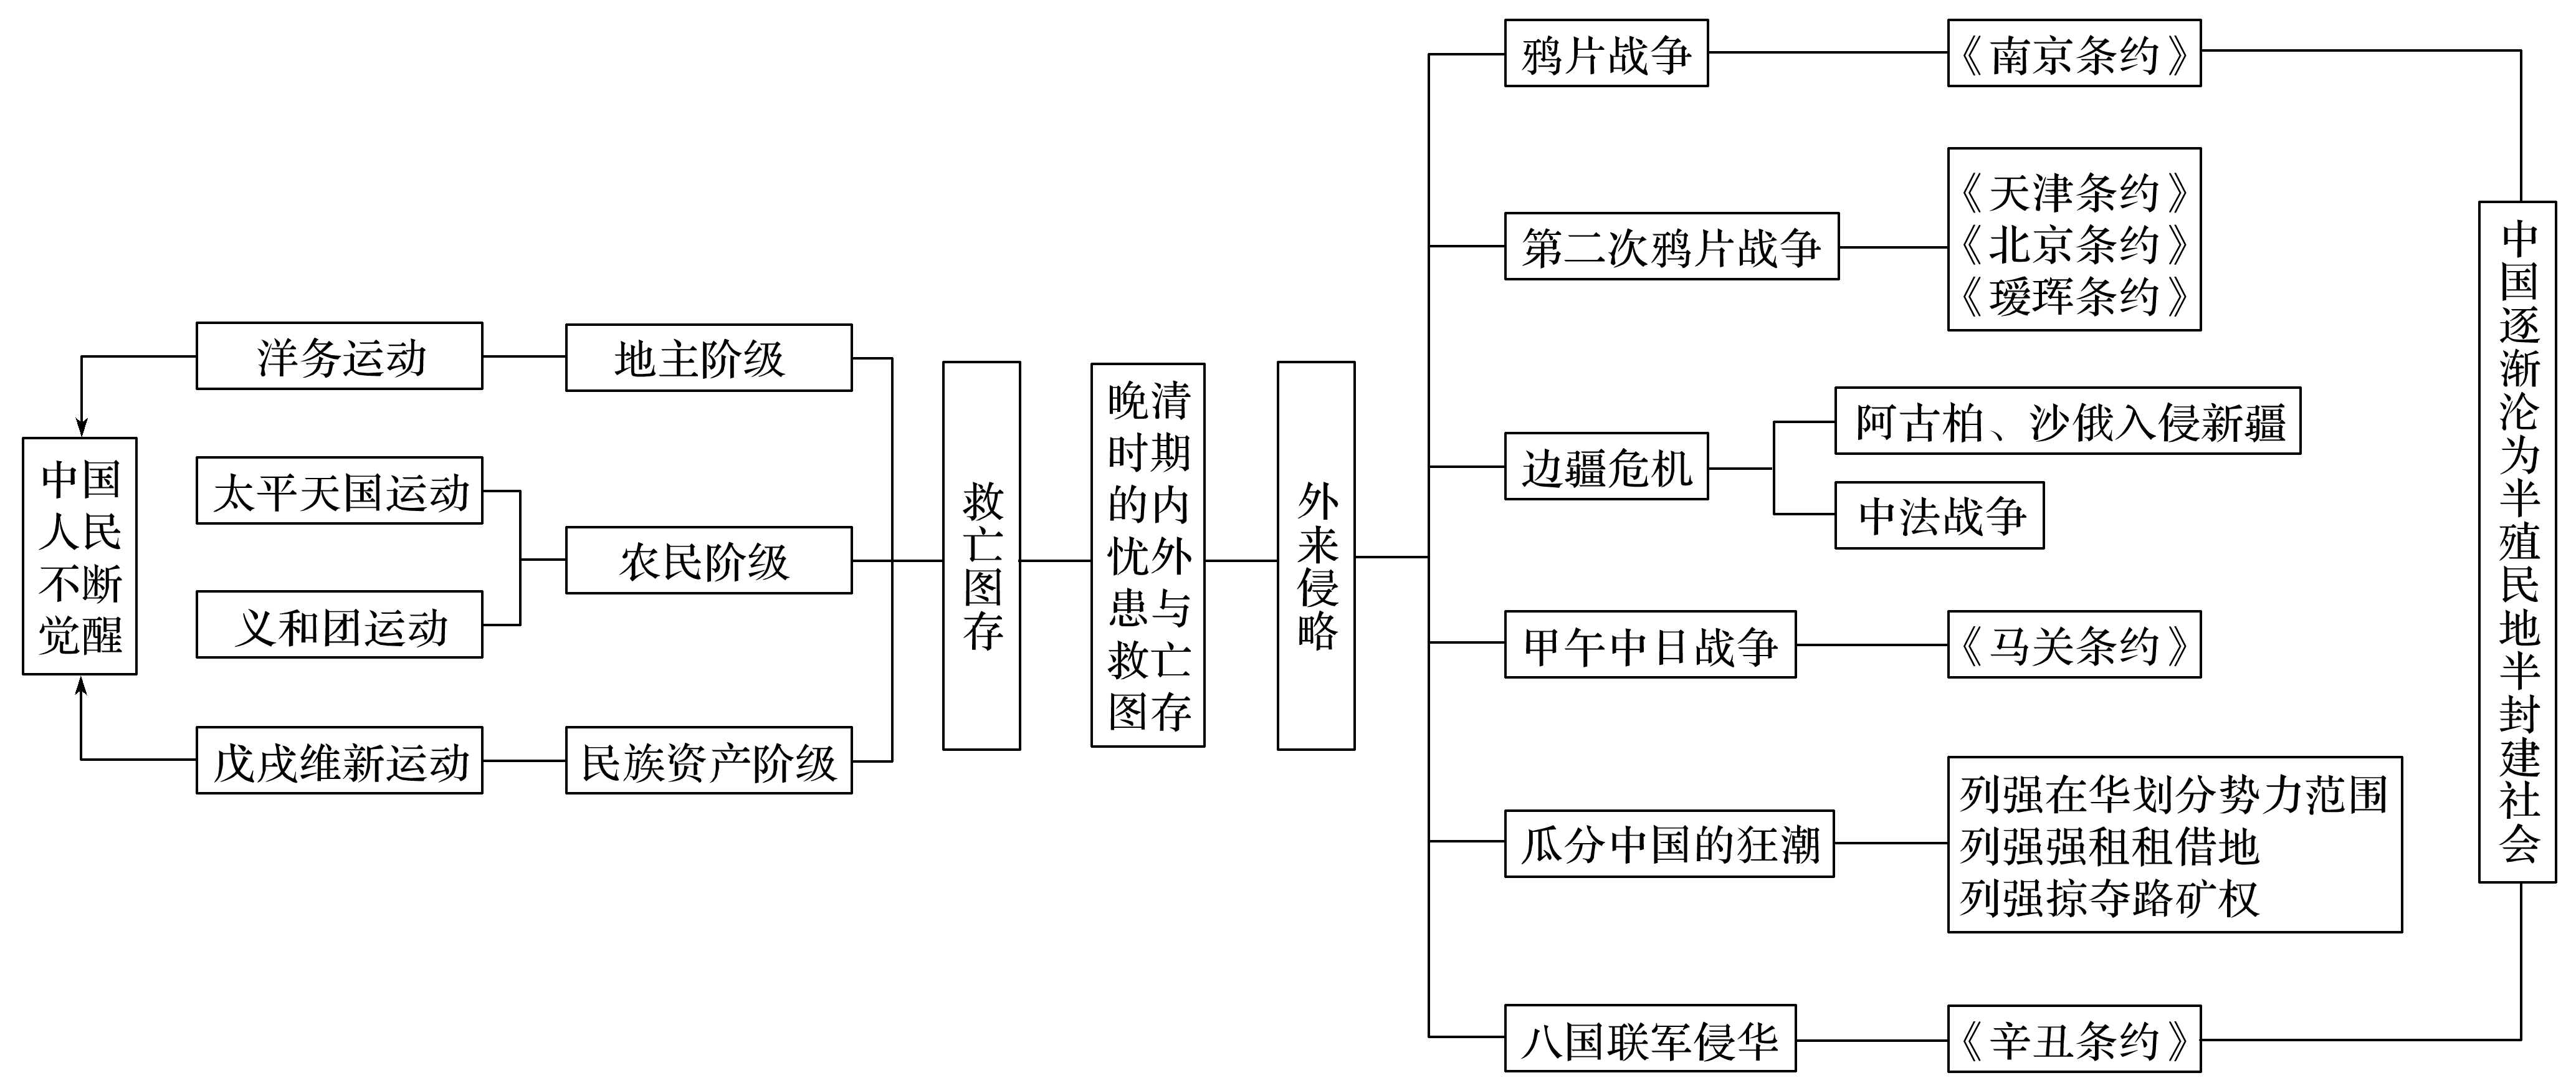 中国
人民
不断
觉醒
洋务运动
太平天国运动
义和团运动
戊戌维新运动
地主阶级
农民阶级
民族资产阶级
救亡图存
晚清
时期
的内
忧外
患与
救亡
图存
外来侵略
鸦片战争
《南京条约》
第二次鸦片战争
《天津条约》
《北京条约》
《瑷珲条约》
边疆危机
阿古柏、沙俄入侵新疆
中法战争
甲午中日战争
《马关条约》
瓜分中国的狂潮
列强在华划分势力范围
列强强租租借地
列强掠夺路矿权
八国联军侵华
《辛丑条约》
中国逐渐沦为半殖民地半封建社会